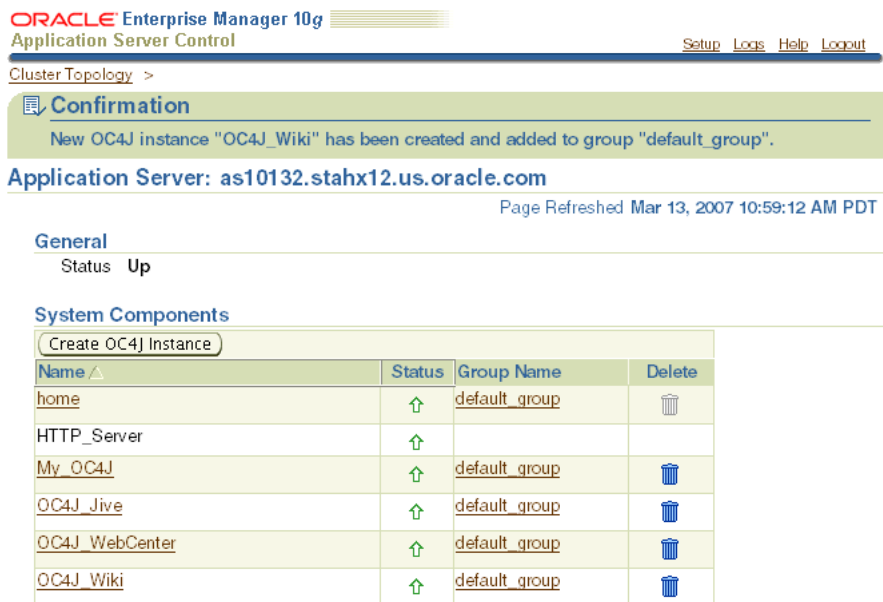 ORACLE Enterprise Manager 10g
Application Server Control
Setup Logs Help Logout
Cluster Topology >
Confirmation
New OC4J instance "OC4J_Wiki" has been created and added to group "default_group".
Application Server: as10132.stahx12.us.oracle.com
Page Refreshed Mar 13, 2007 10:59:12 AM PDT
General
Status Up
System Components
Create OC4J Instance
Name Status Group Name Delete
home default_group
HTTP_Server
My_OC4J default_group
OC4J_Jive default_group
OC4J_WebCenter default_group
OC4J_Wiki default_group